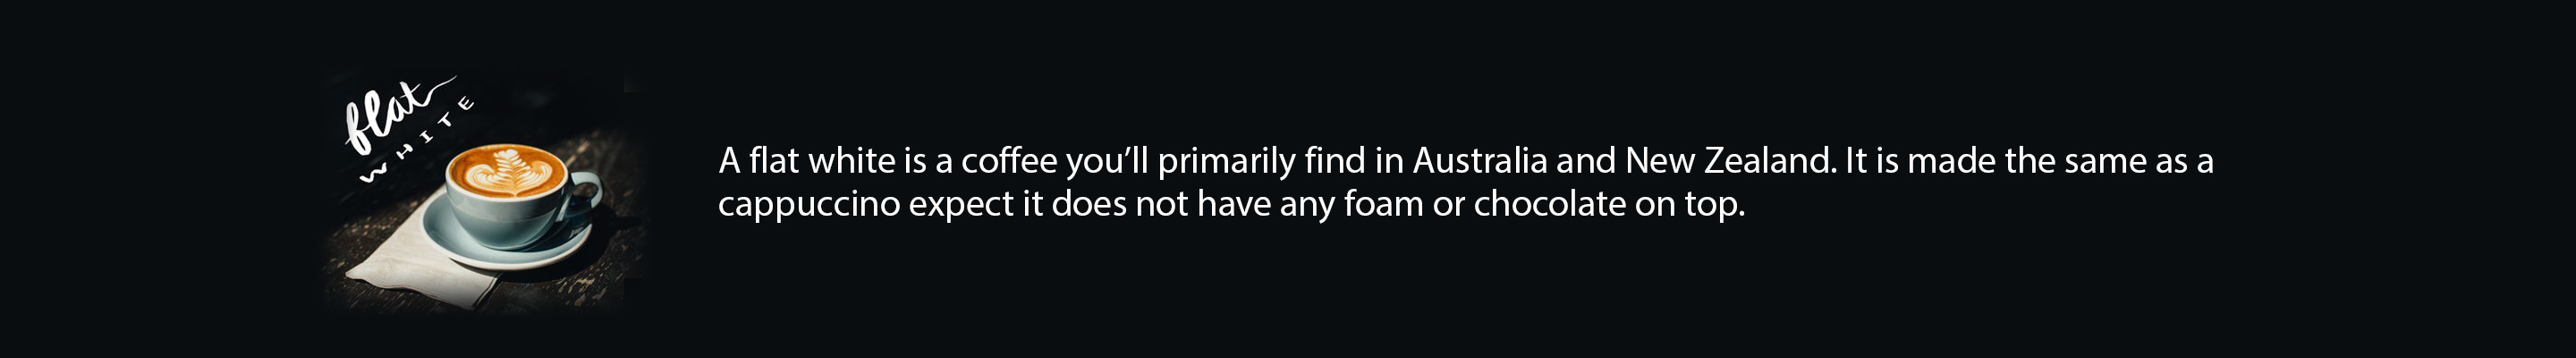 flat
WHITE
A flat white is a coffee you’ll primarily find in Australia and New Zealand. It is made the same as a
cappuccino expect it does not have any foam or chocolate on top.